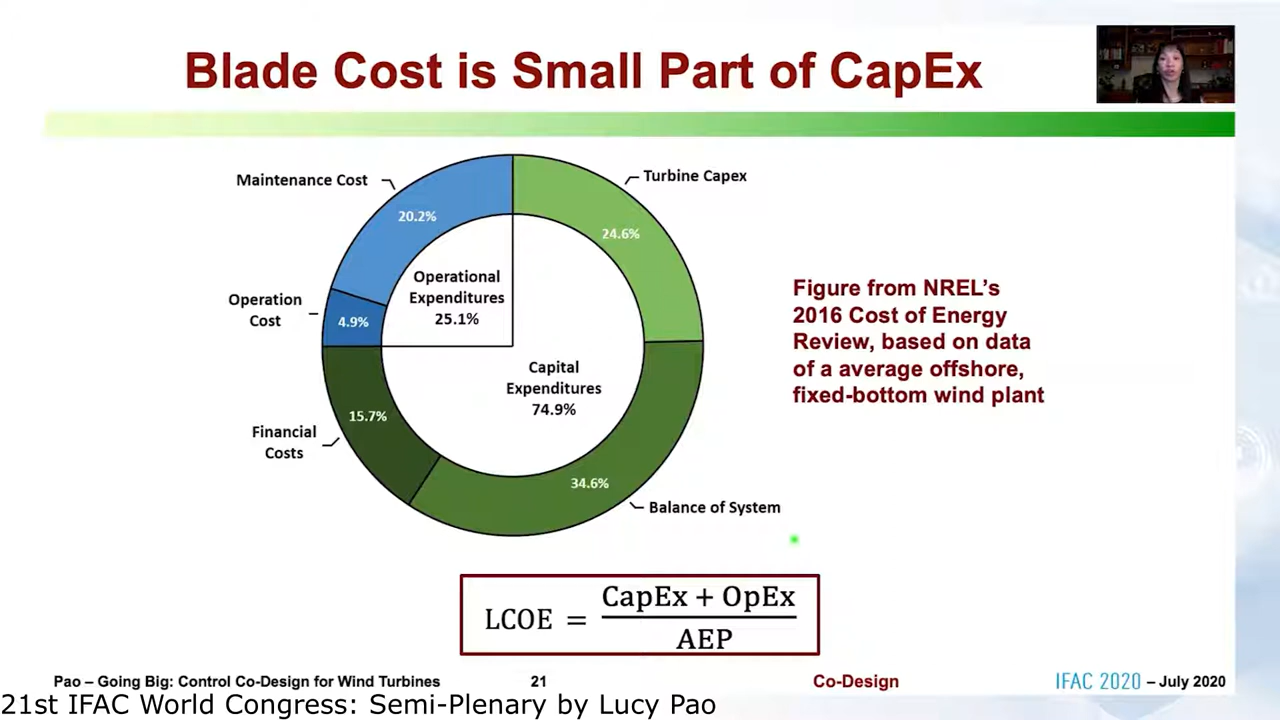 Blade Cost is Small Part of CapEx
Maintenance Cost
Turbine Capex
20.2%
24.6%
Operational
Expenditures
25.1%
Operation
Cost
4.9%
Figure from NREL's
2016 Cost of Energy
Review, based on data
of a average offshore,
fixed-bottom wind plant
Capital
Expenditures
74.9%
15.7%
Financial
Costs
34.6%
Balance of System
LCOE = (CapEx + OpEx) / AEP
Pao – Going Big: Control Co-Design for Wind Turbines 21 Co-Design IFAC 2020 – July 2020
21st IFAC World Congress: Semi-Plenary by Lucy Pao